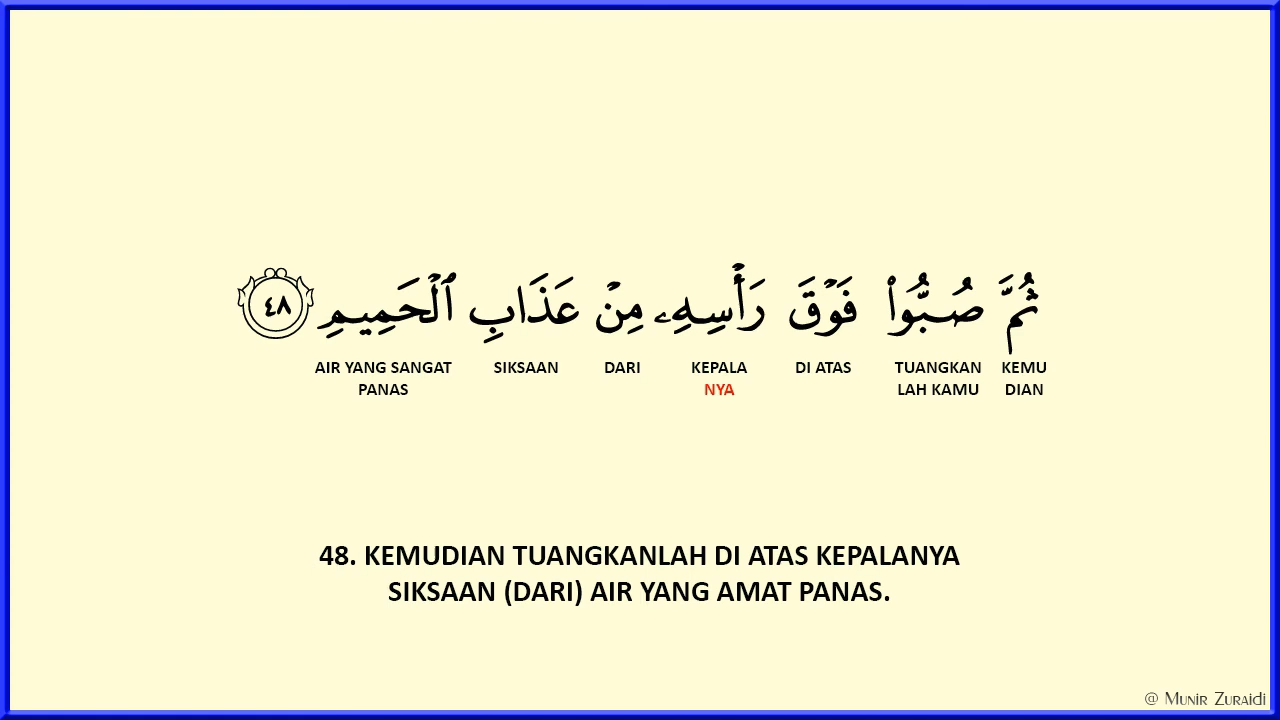 ثُمَّ صُبُّوا۟ فَوْقَ رَأْسِهِۦ مِنْ عَذَابِ ٱلْحَمِيمِ ٤٨
KEMU TUANGKAN DI ATAS KEPALA DARI SIKSAAN AIR YANG SANGAT
DIAN LAH KAMU NYA PANAS
48. KEMUDIAN TUANGKANLAH DI ATAS KEPALANYA
SIKSAAN (DARI) AIR YANG AMAT PANAS.
@ Munir Zuraidi